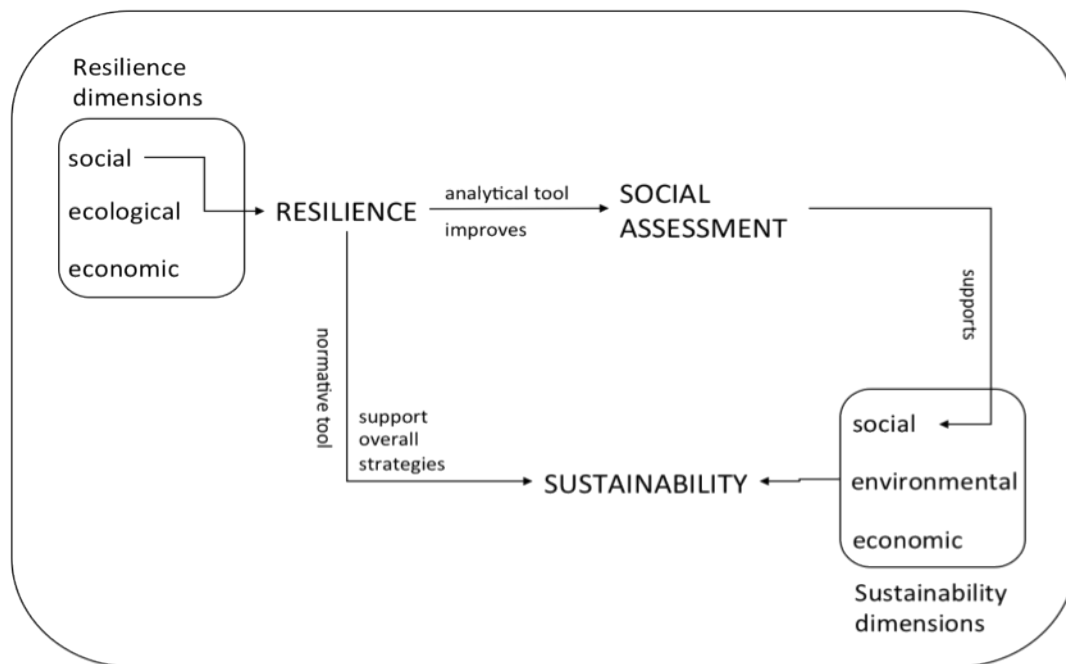 Resilience
dimensions
social
ecological
economic
RESILIENCE
analytical tool
improves
SOCIAL
ASSESSMENT
supports
normative tool
support
overall
strategies
SUSTAINABILITY
social
environmental
economic
Sustainability
dimensions